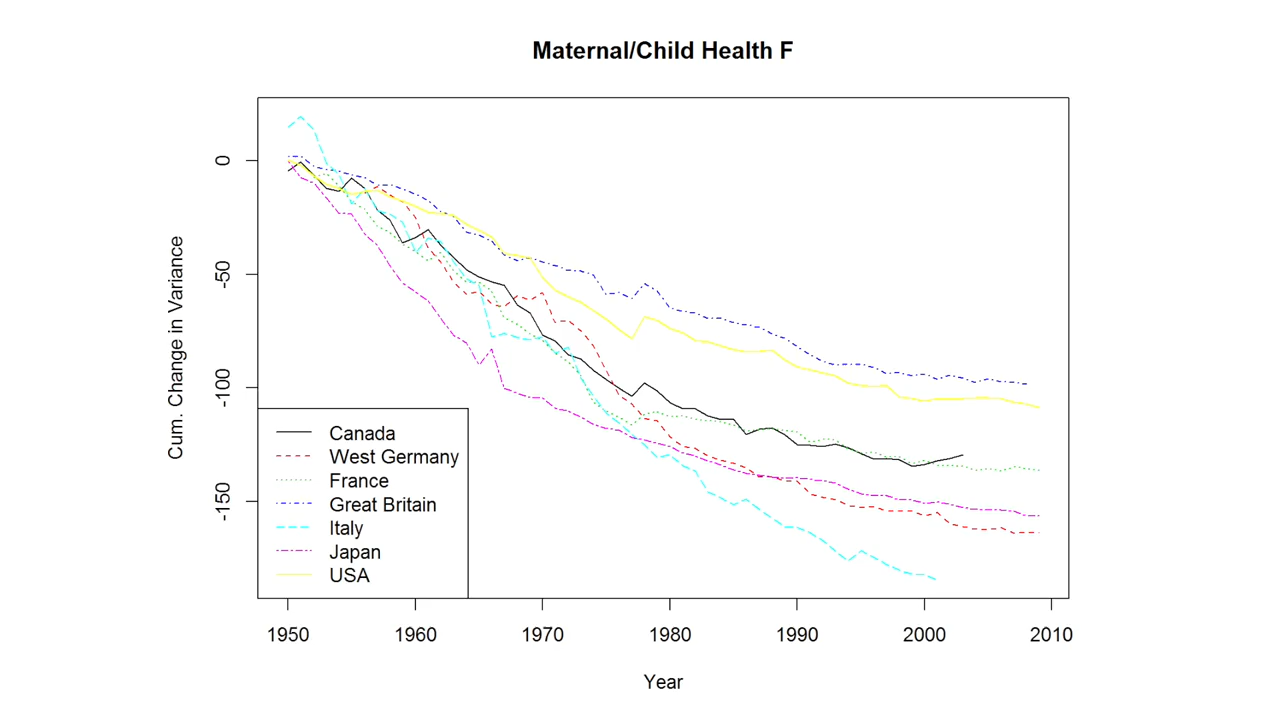 Maternal/Child Health F
Cum. Change in Variance
0
-50
-100
-150
Canada
West Germany
France
Great Britain
Italy
Japan
USA
1950 1960 1970 1980 1990 2000 2010
Year